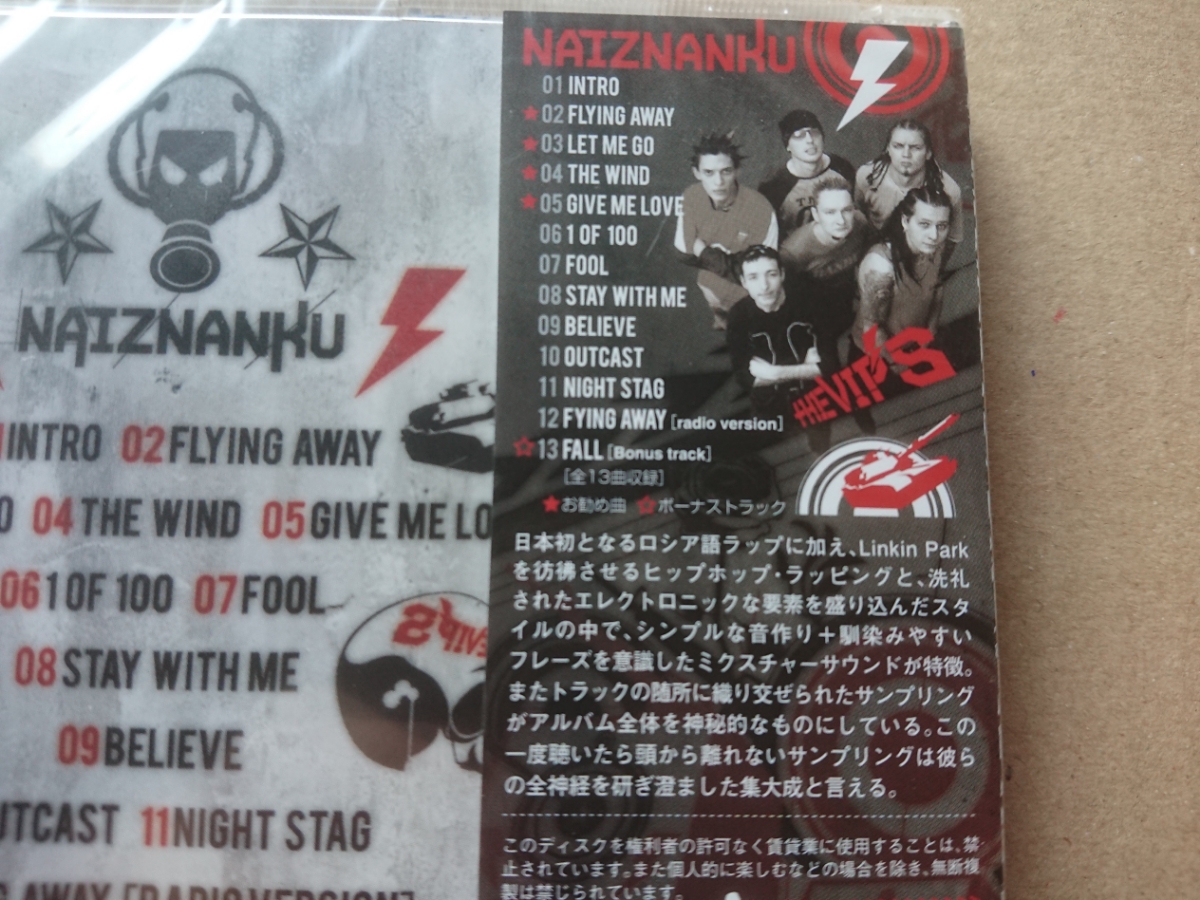 NAIZNANKU
INTRO 02 FLYING AWAY
04 THE WIND 05 GIVE ME LO
06 1 OF 100 07 FOOL
08 STAY WITH ME
09 BELIEVE
UTCAST 11 NIGHT STAG
AWAY [RADIO VERSION]
NAIZNANKU
01 INTRO
★02 FLYING AWAY
★03 LET ME GO
★04 THE WIND
★05 GIVE ME LOVE
06 1 OF 100
07 FOOL
08 STAY WITH ME
09 BELIEVE
10 OUTCAST
11 NIGHT STAG
12 FYING AWAY [radio version]
☆13 FALL [Bonus track]
[全13曲収録]
★お勧め曲 ☆ボーナストラック
THE VIP'S
日本初となるロシア語ラップに加え、Linkin Park
を彷彿させるヒップホップ・ラッピングと、洗礼
されたエレクトロニックな要素を盛り込んだスタ
イルの中で、シンプルな音作り＋馴染みやすい
フレーズを意識したミクスチャーサウンドが特徴。
またトラックの随所に織り交ぜられたサンプリング
がアルバム全体を神秘的なものにしている。この
一度聴いたら頭から離れないサンプリングは彼ら
の全神経を研ぎ澄ました集大成と言える。
このディスクを権利者の許可なく賃貸業に使用することは、禁
止されています。また個人的に楽しむなどの場合を除き、無断複
製は禁じられています。